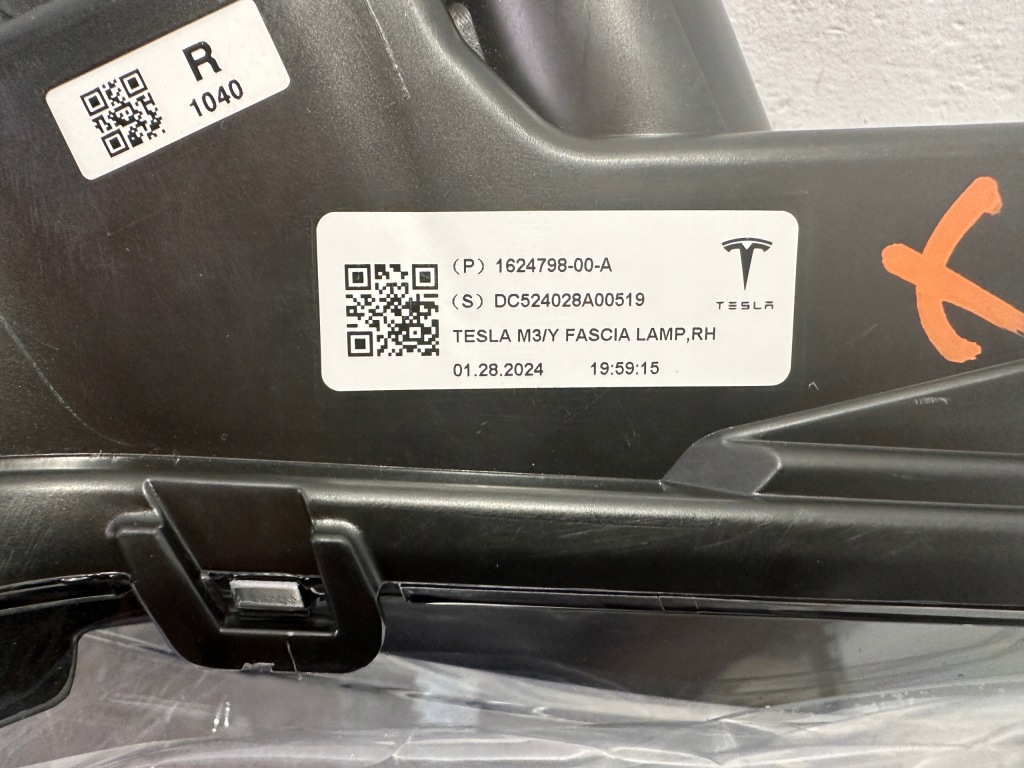 R
1040
(P) 1624798-00-A
(S) DC524028A00519
TESLA M3/Y FASCIA LAMP,RH
01.28.2024 19:59:15
TESLA